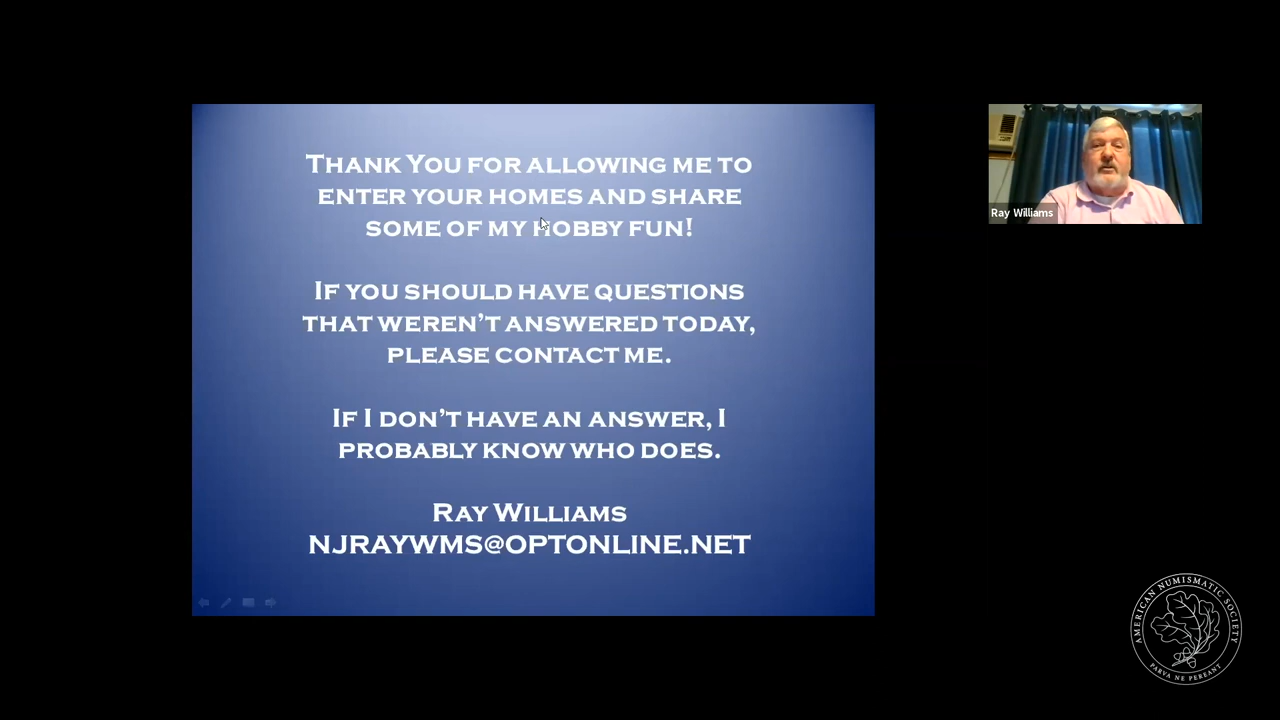 Thank You for allowing me to
enter your homes and share
some of my hobby fun!
If you should have questions
that weren't answered today,
please contact me.
If I don't have an answer, I
probably know who does.
Ray Williams
NJRAYWMS@OPTONLINE.NET
Ray Williams
AMERICAN NUMISMATIC SOCIETY
PARVA NE PEREANT